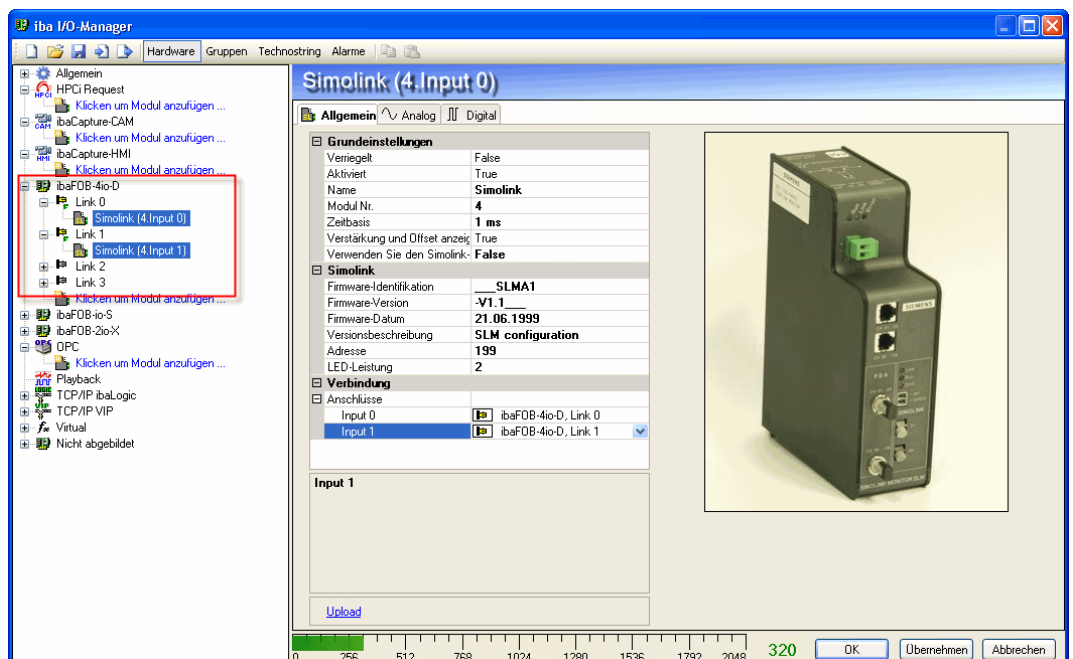 iba I/O-Manager
Hardware Gruppen Technostring Alarme
Allgemein
HPCi Request
Klicken um Modul anzufügen ...
ibaCapture-CAM
Klicken um Modul anzufügen ...
ibaCapture-HMI
Klicken um Modul anzufügen ...
ibaFOB-4io-D
Link 0
Simolink (4.Input 0)
Link 1
Simolink (4.Input 1)
Link 2
Link 3
Klicken um Modul anzufügen ...
ibaFOB-io-S
ibaFOB-2io-X
OPC
Klicken um Modul anzufügen ...
Playback
TCP/IP ibaLogic
TCP/IP VIP
Virtual
Nicht abgebildet
Simolink (4.Input 0)
Allgemein Analog Digital
Grundeinstellungen
Verriegelt False
Aktiviert True
Name Simolink
Modul Nr. 4
Zeitbasis 1 ms
Verstärkung und Offset anzeig True
Verwenden Sie den Simolink- False
Simolink
Firmware-Identifikation ___SLMA1
Firmware-Version -V1.1___
Firmware-Datum 21.06.1999
Versionsbeschreibung SLM configuration
Adresse 199
LED-Leistung 2
Verbindung
Anschlüsse
Input 0 ibaFOB-4io-D, Link 0
Input 1 ibaFOB-4io-D, Link 1
Input 1
Upload
SIEMENS
SIEMENS
PDA
SIMOLINK
SIMOLINK MONITOR SLM
0 256 512 768 1024 1280 1536 1792 2048
320
OK Übernehmen Abbrechen